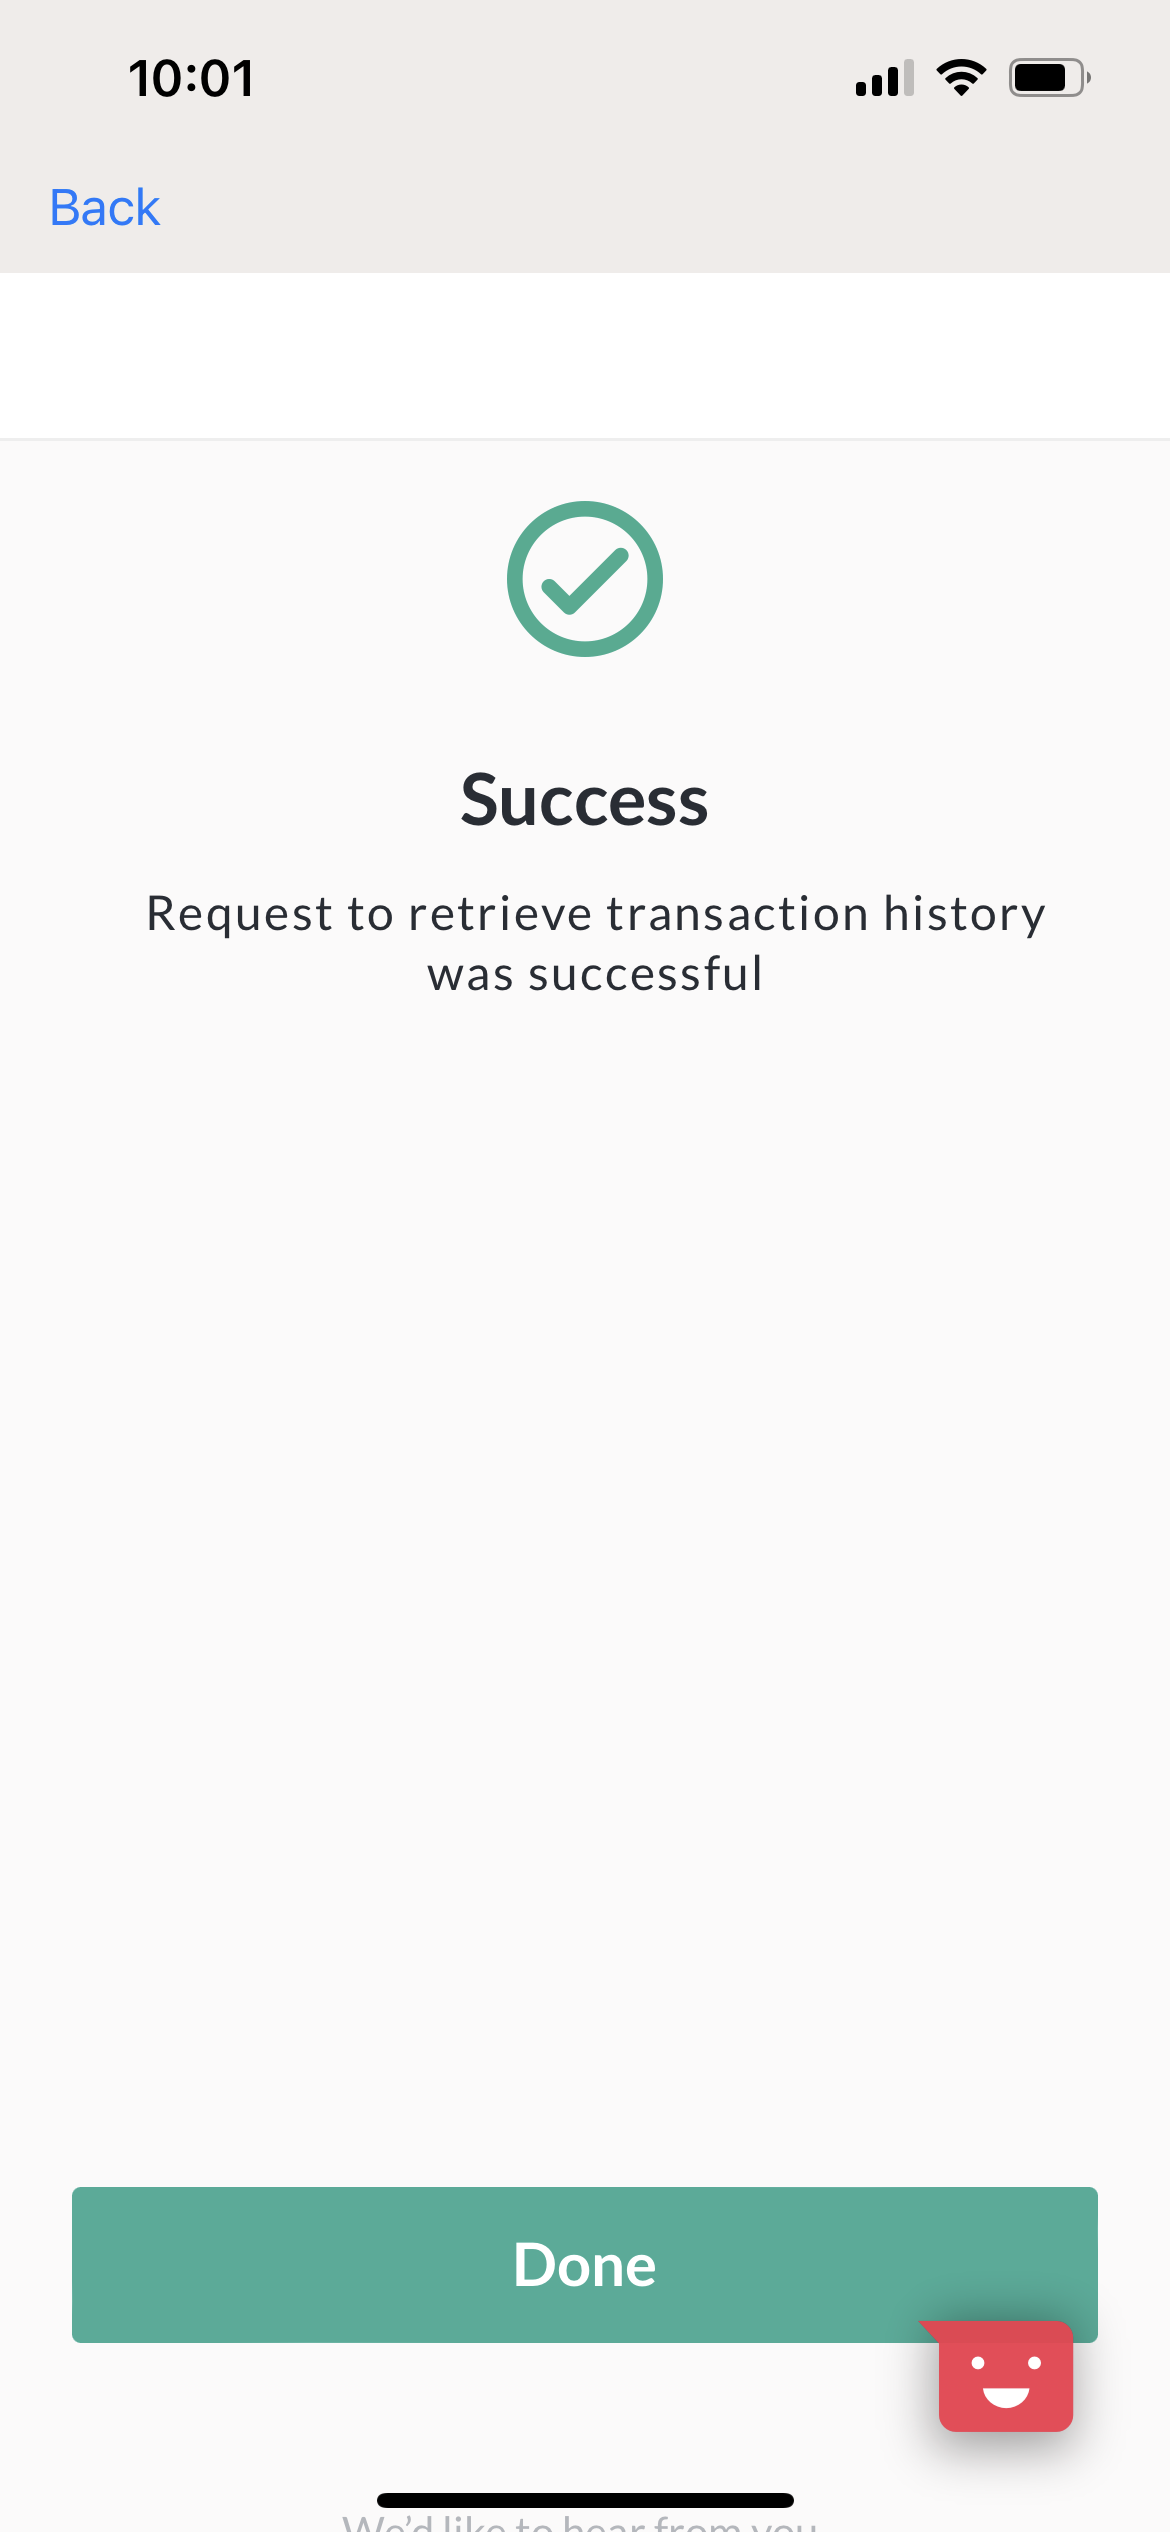 10:01
Back
Success
Request to retrieve transaction history
was successful
Done
We'd like to hear from you